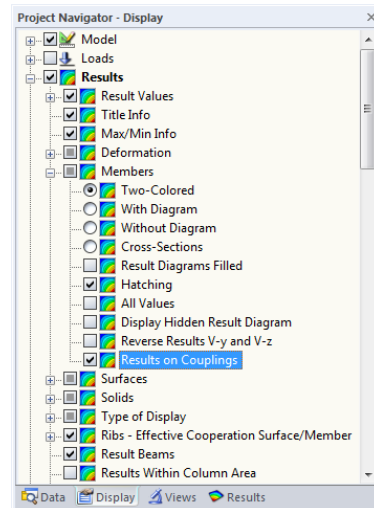 Project Navigator - Display
Model
Loads
Results
Result Values
Title Info
Max/Min Info
Deformation
Members
Two-Colored
With Diagram
Without Diagram
Cross-Sections
Result Diagrams Filled
Hatching
All Values
Display Hidden Result Diagram
Reverse Results V-y and V-z
Results on Couplings
Surfaces
Solids
Type of Display
Ribs - Effective Cooperation Surface/Member
Result Beams
Results Within Column Area
Data Display Views Results